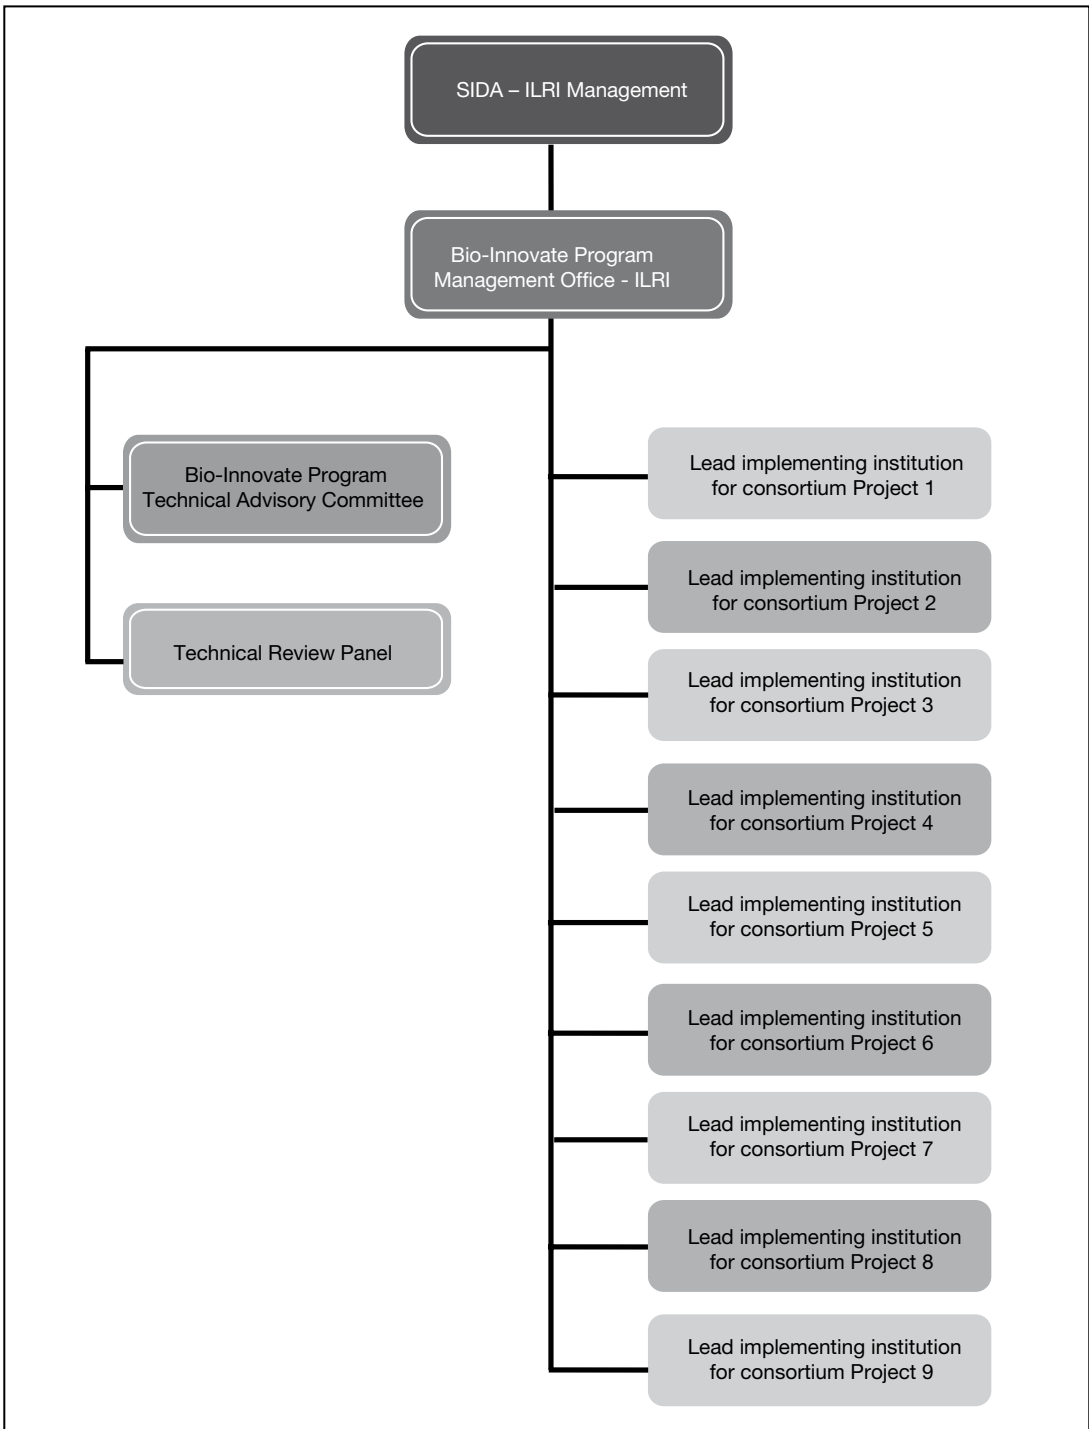 SIDA – ILRI Management
Bio-Innovate Program
Management Office - ILRI
Bio-Innovate Program
Technical Advisory Committee
Technical Review Panel
Lead implementing institution
for consortium Project 1
Lead implementing institution
for consortium Project 2
Lead implementing institution
for consortium Project 3
Lead implementing institution
for consortium Project 4
Lead implementing institution
for consortium Project 5
Lead implementing institution
for consortium Project 6
Lead implementing institution
for consortium Project 7
Lead implementing institution
for consortium Project 8
Lead implementing institution
for consortium Project 9